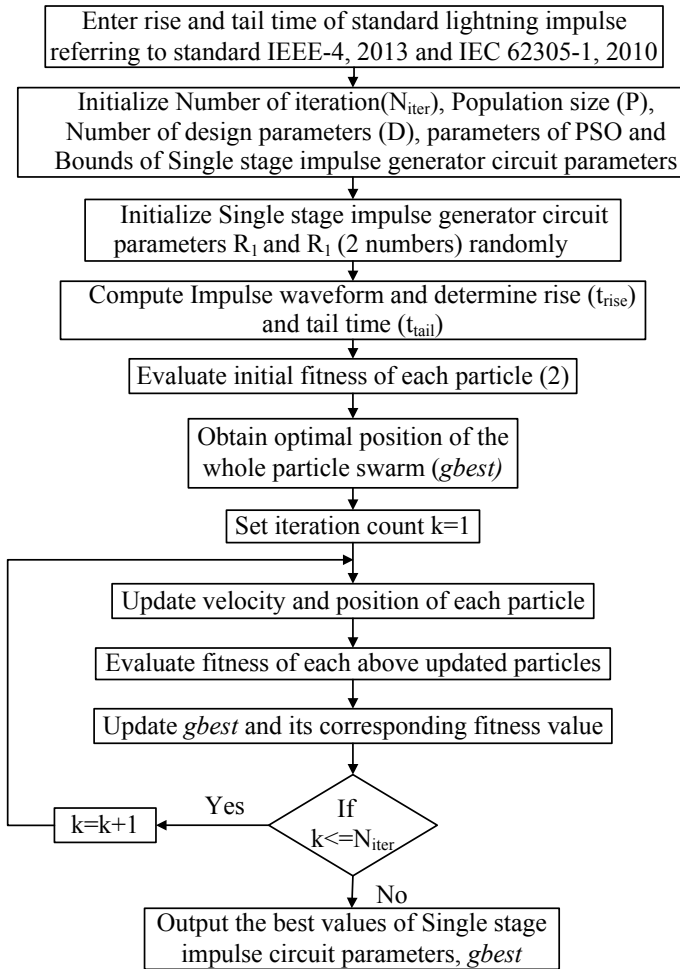 Enter rise and tail time of standard lightning impulse
referring to standard IEEE-4, 2013 and IEC 62305-1, 2010
Initialize Number of iteration(N_iter), Population size (P),
Number of design parameters (D), parameters of PSO and
Bounds of Single stage impulse generator circuit parameters
Initialize Single stage impulse generator circuit
parameters R₁ and R₁ (2 numbers) randomly
Compute Impulse waveform and determine rise (t_rise)
and tail time (t_tail)
Evaluate initial fitness of each particle (2)
Obtain optimal position of the
whole particle swarm (gbest)
Set iteration count k=1
Update velocity and position of each particle
Evaluate fitness of each above updated particles
Update gbest and its corresponding fitness value
If
k<=N_iter
Yes
k=k+1
No
Output the best values of Single stage
impulse circuit parameters, gbest